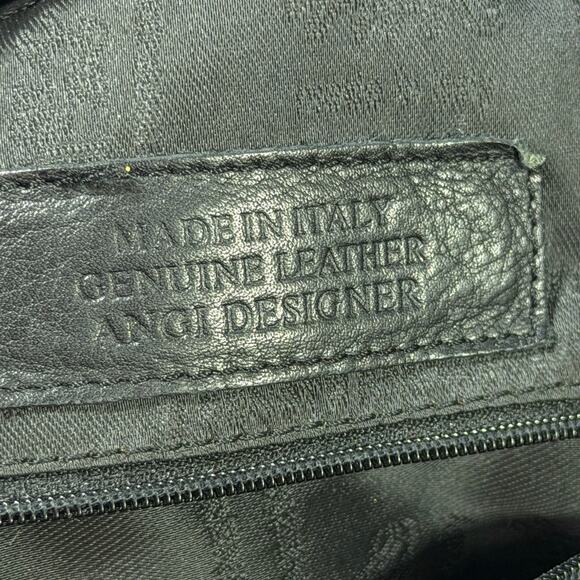 MADE IN ITALY
GENUINE LEATHER
ANGI DESIGNER